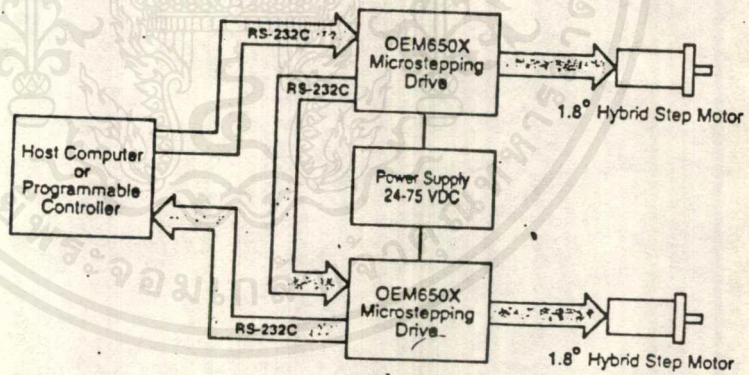 RS-232C
OEM650X
Microstepping
Drive
1.8° Hybrid Step Motor
RS-232C
Host Computer
or
Programmable
Controller
Power Supply
24-75 VDC
OEM650X
Microstepping
Drive
RS-232C
1.8° Hybrid Step Motor